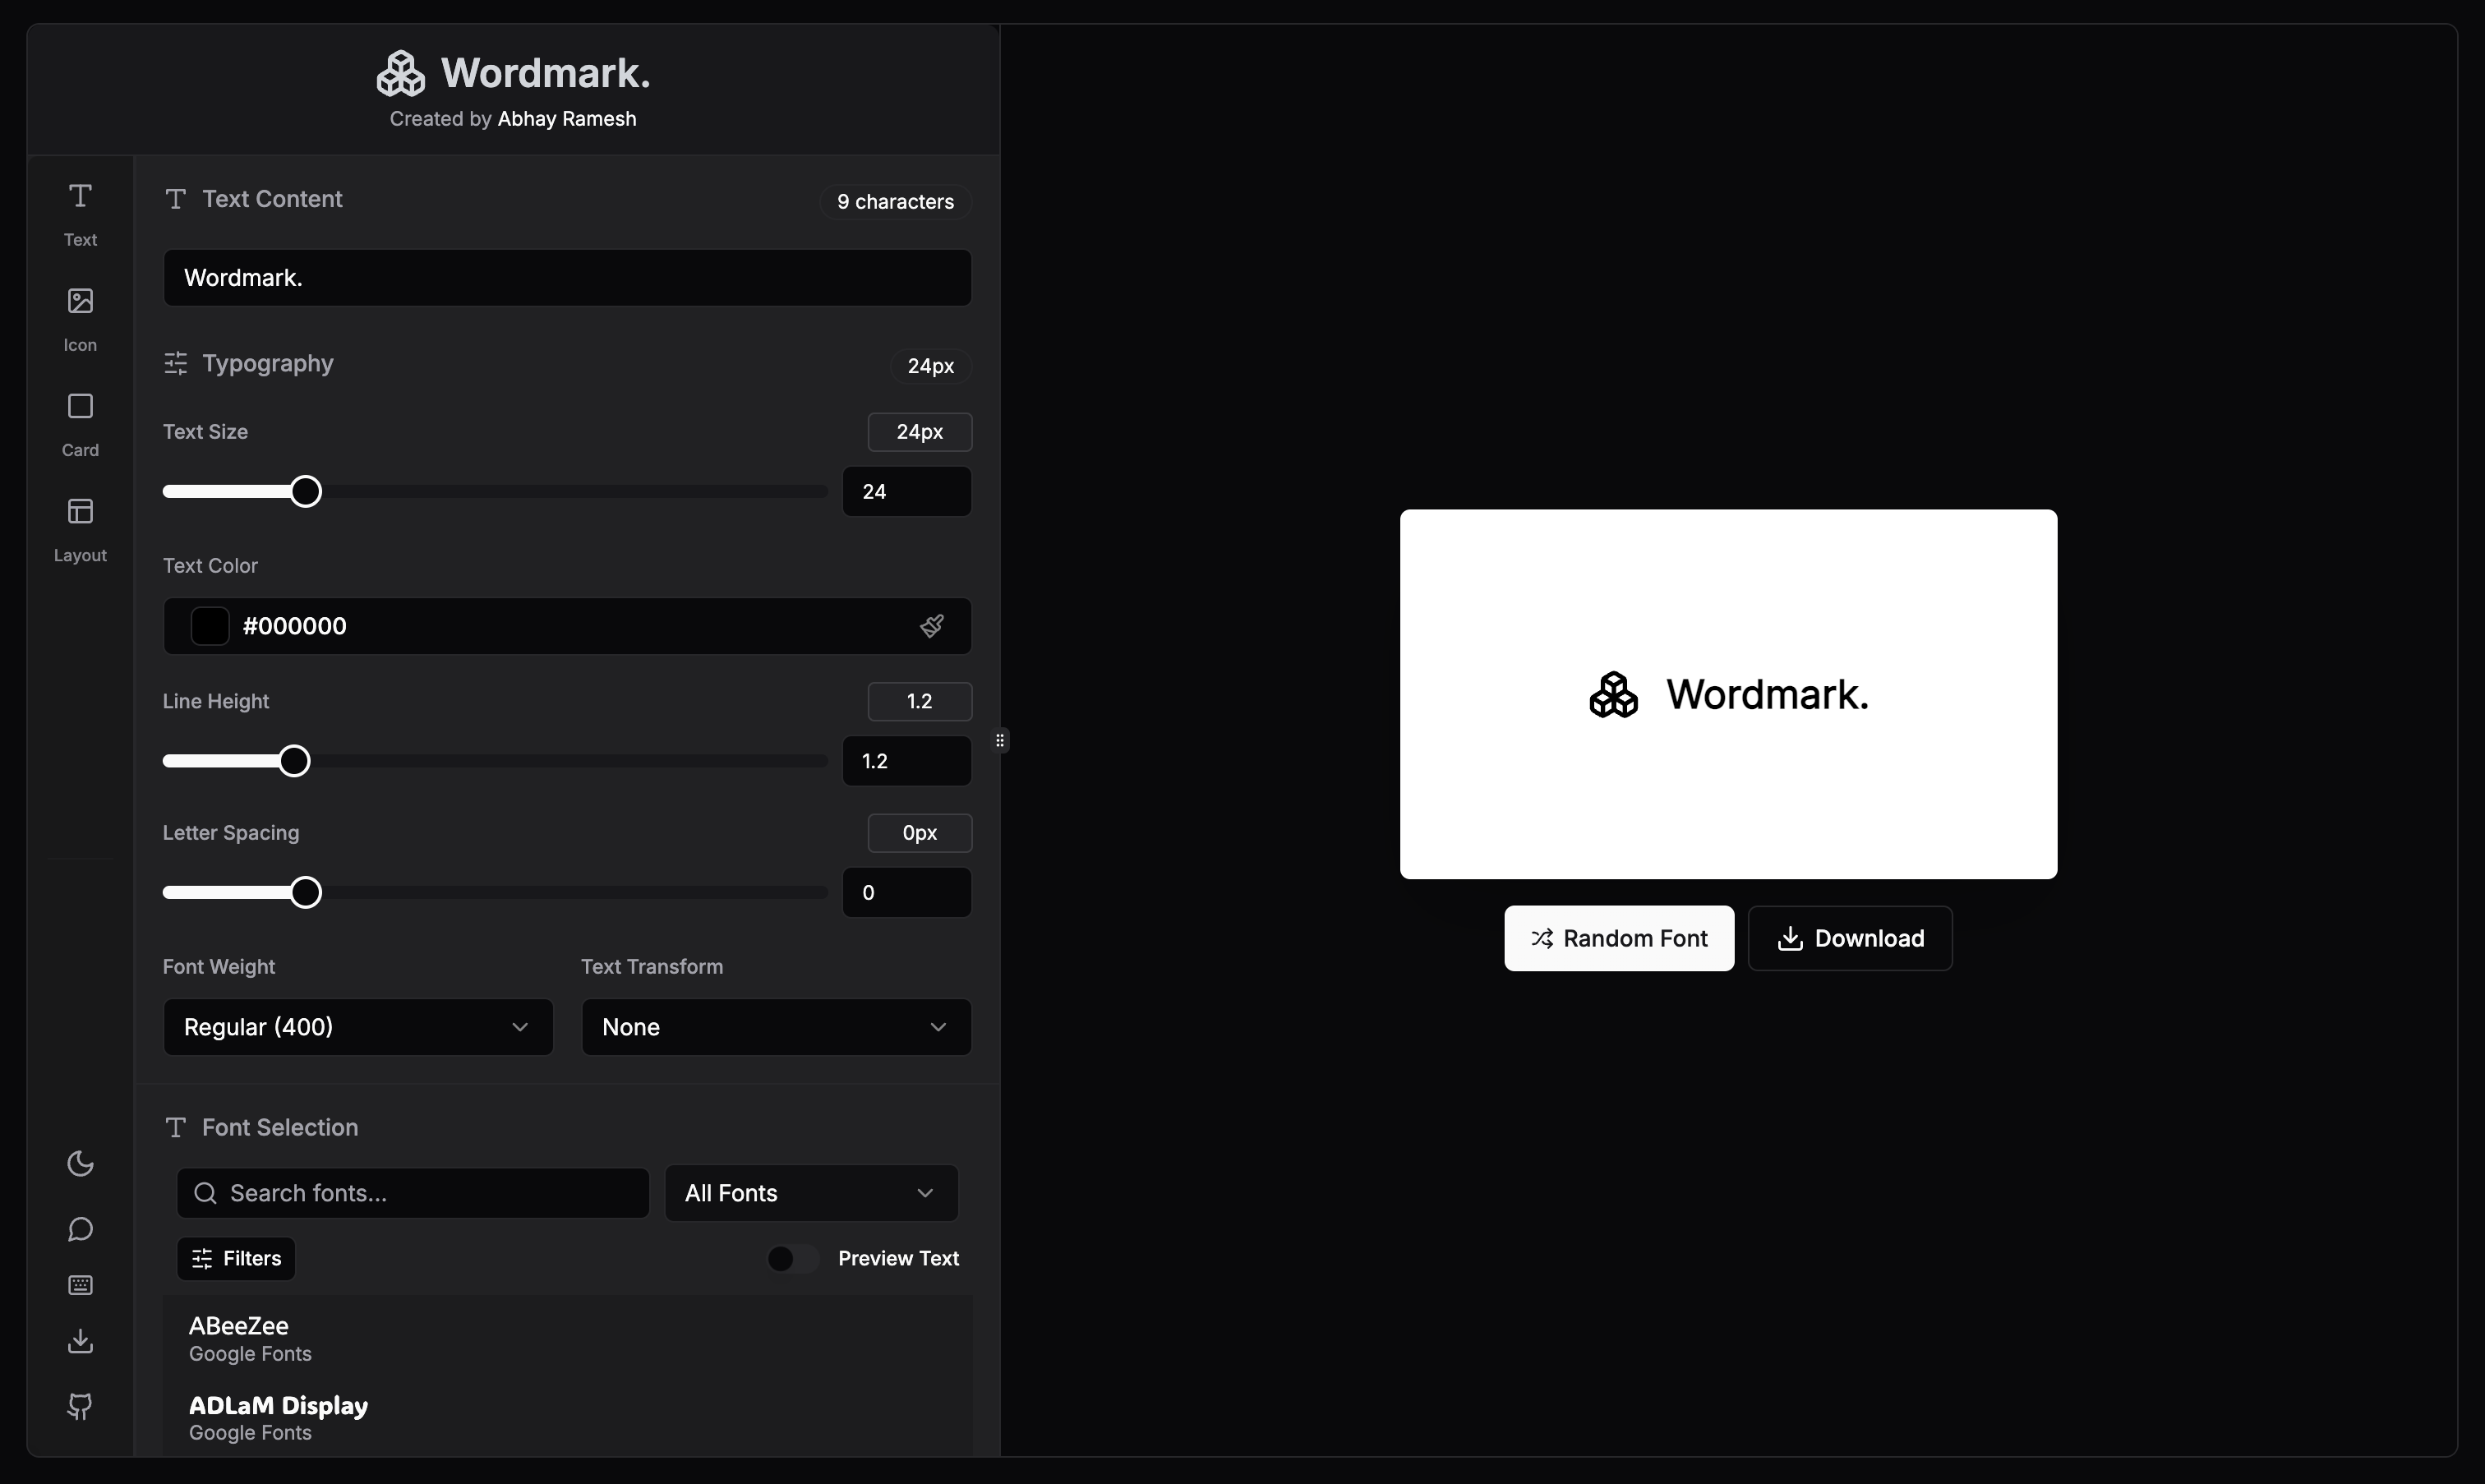 Wordmark.
Created by Abhay Ramesh
Text
Icon
Card
Layout
Text Content
9 characters
Wordmark.
Typography
24px
Text Size
24px
24
Text Color
#000000
Line Height
1.2
1.2
Letter Spacing
0px
0
Font Weight
Text Transform
Regular (400)
None
Font Selection
Search fonts...
All Fonts
Filters
Preview Text
ABeeZee
Google Fonts
ADLaM Display
Google Fonts
Wordmark.
Random Font
Download